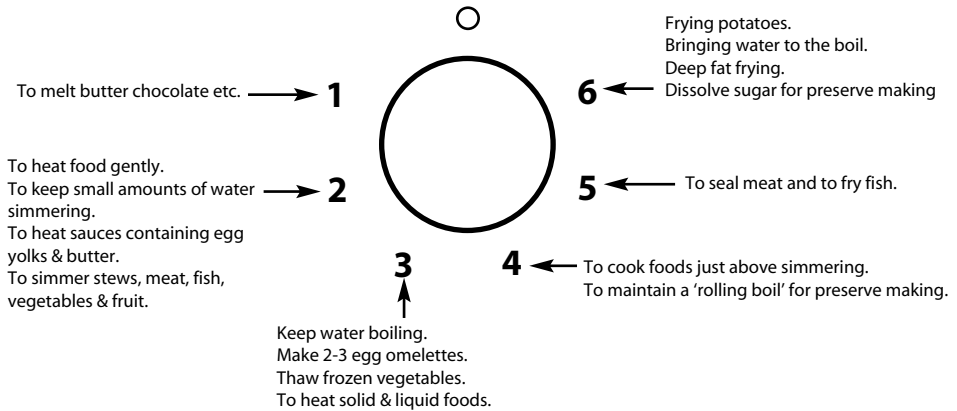 To melt butter chocolate etc.
1
To heat food gently.
To keep small amounts of water
simmering.
To heat sauces containing egg
yolks & butter.
To simmer stews, meat, fish,
vegetables & fruit.
2
3
Keep water boiling.
Make 2-3 egg omelettes.
Thaw frozen vegetables.
To heat solid & liquid foods.
4
To cook foods just above simmering.
To maintain a ‘rolling boil’ for preserve making.
5
To seal meat and to fry fish.
6
Frying potatoes.
Bringing water to the boil.
Deep fat frying.
Dissolve sugar for preserve making